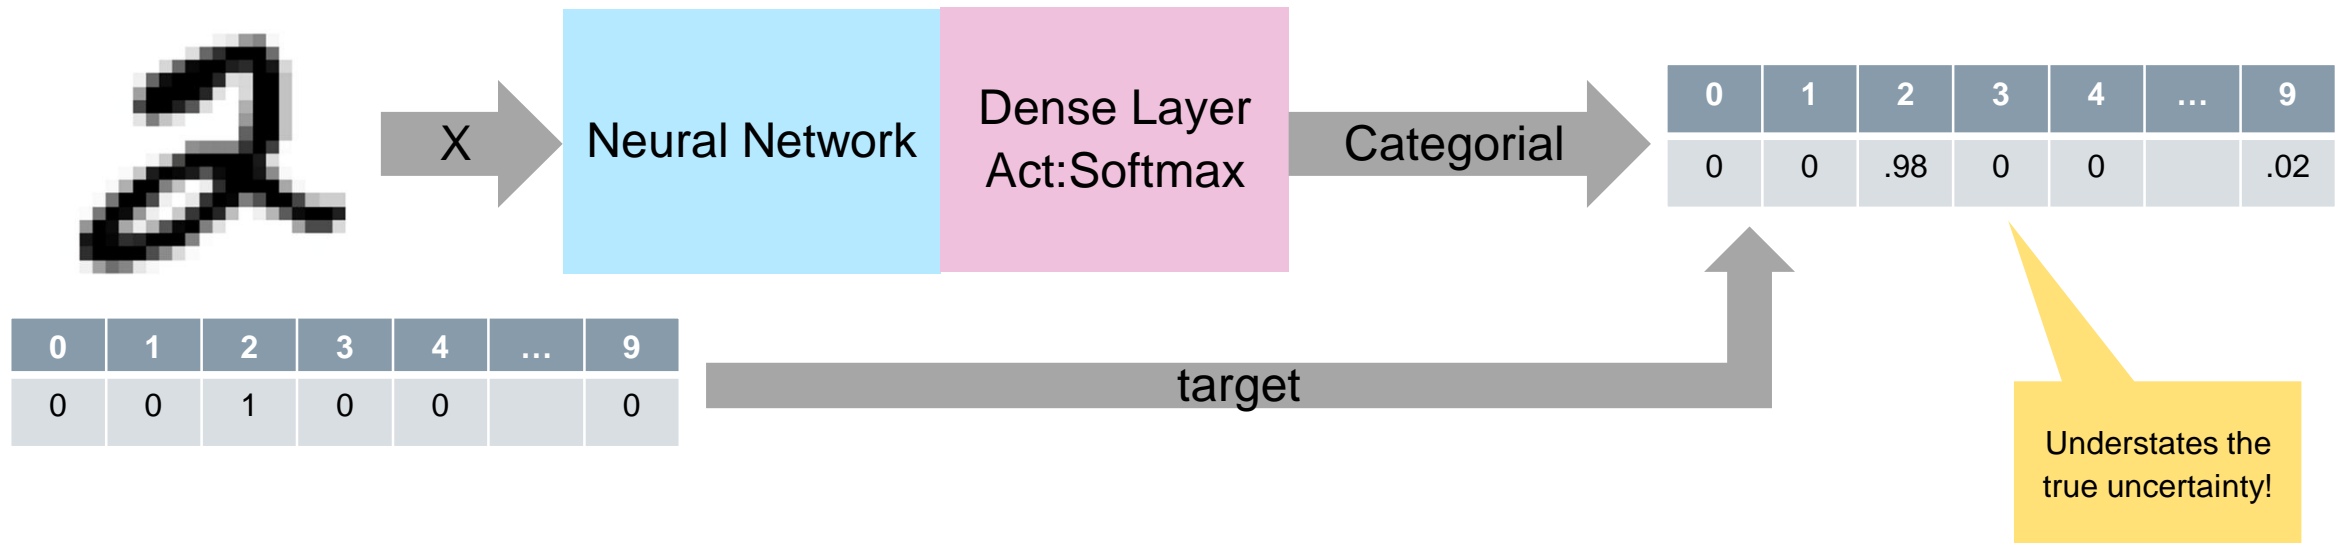 X
Neural Network
Dense Layer
Act:Softmax
Categorial
0 1 2 3 4 ... 9
0 0 .98 0 0 .02
0 1 2 3 4 ... 9
0 0 1 0 0 0
target
Understates the
true uncertainty!